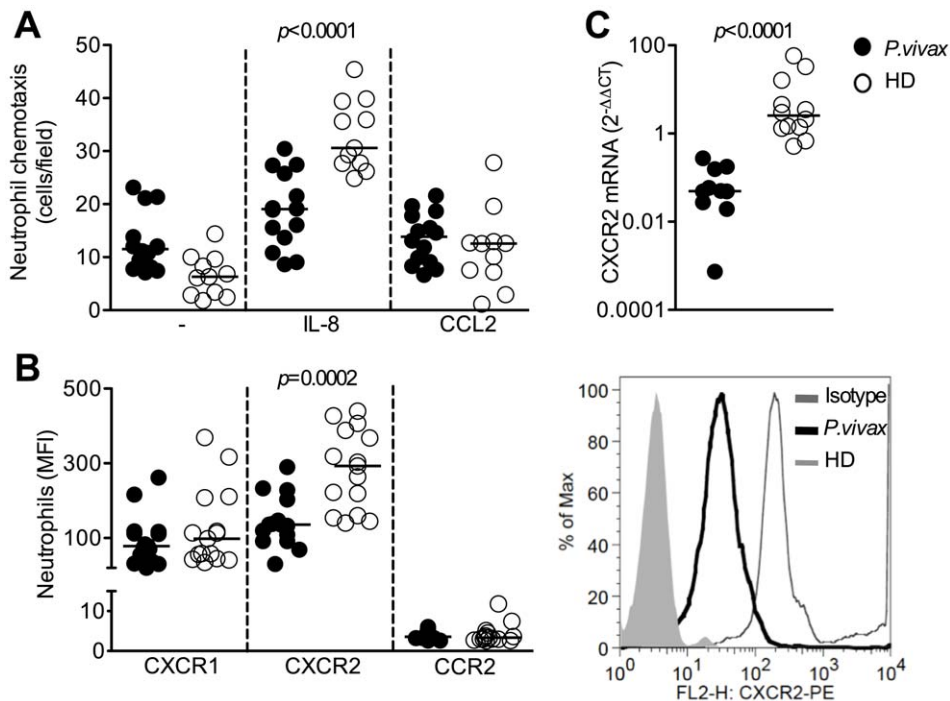 A
p<0.0001
Neutrophil chemotaxis
(cells/field)
50
40
30
20
10
0
-
IL-8
CCL2
C
p<0.0001
CXCR2 mRNA (2^-ΔΔCT)
100
1
0.01
0.0001
P.vivax
HD
B
p=0.0002
Neutrophils (MFI)
500
300
100
10
0
CXCR1
CXCR2
CCR2
% of Max
100
80
60
40
20
0
Isotype
P.vivax
HD
10^0
10^1
10^2
10^3
10^4
FL2-H: CXCR2-PE